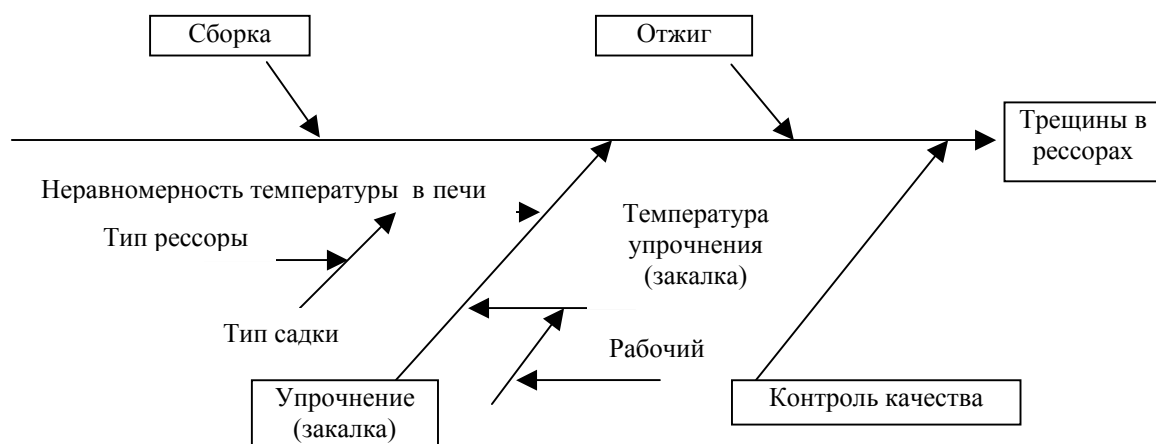 Сборка
Отжиг
Трещины в
рессорах
Неравномерность температуры в печи
Тип рессоры
Температура
упрочнения
(закалка)
Тип садки
Рабочий
Упрочнение
(закалка)
Контроль качества